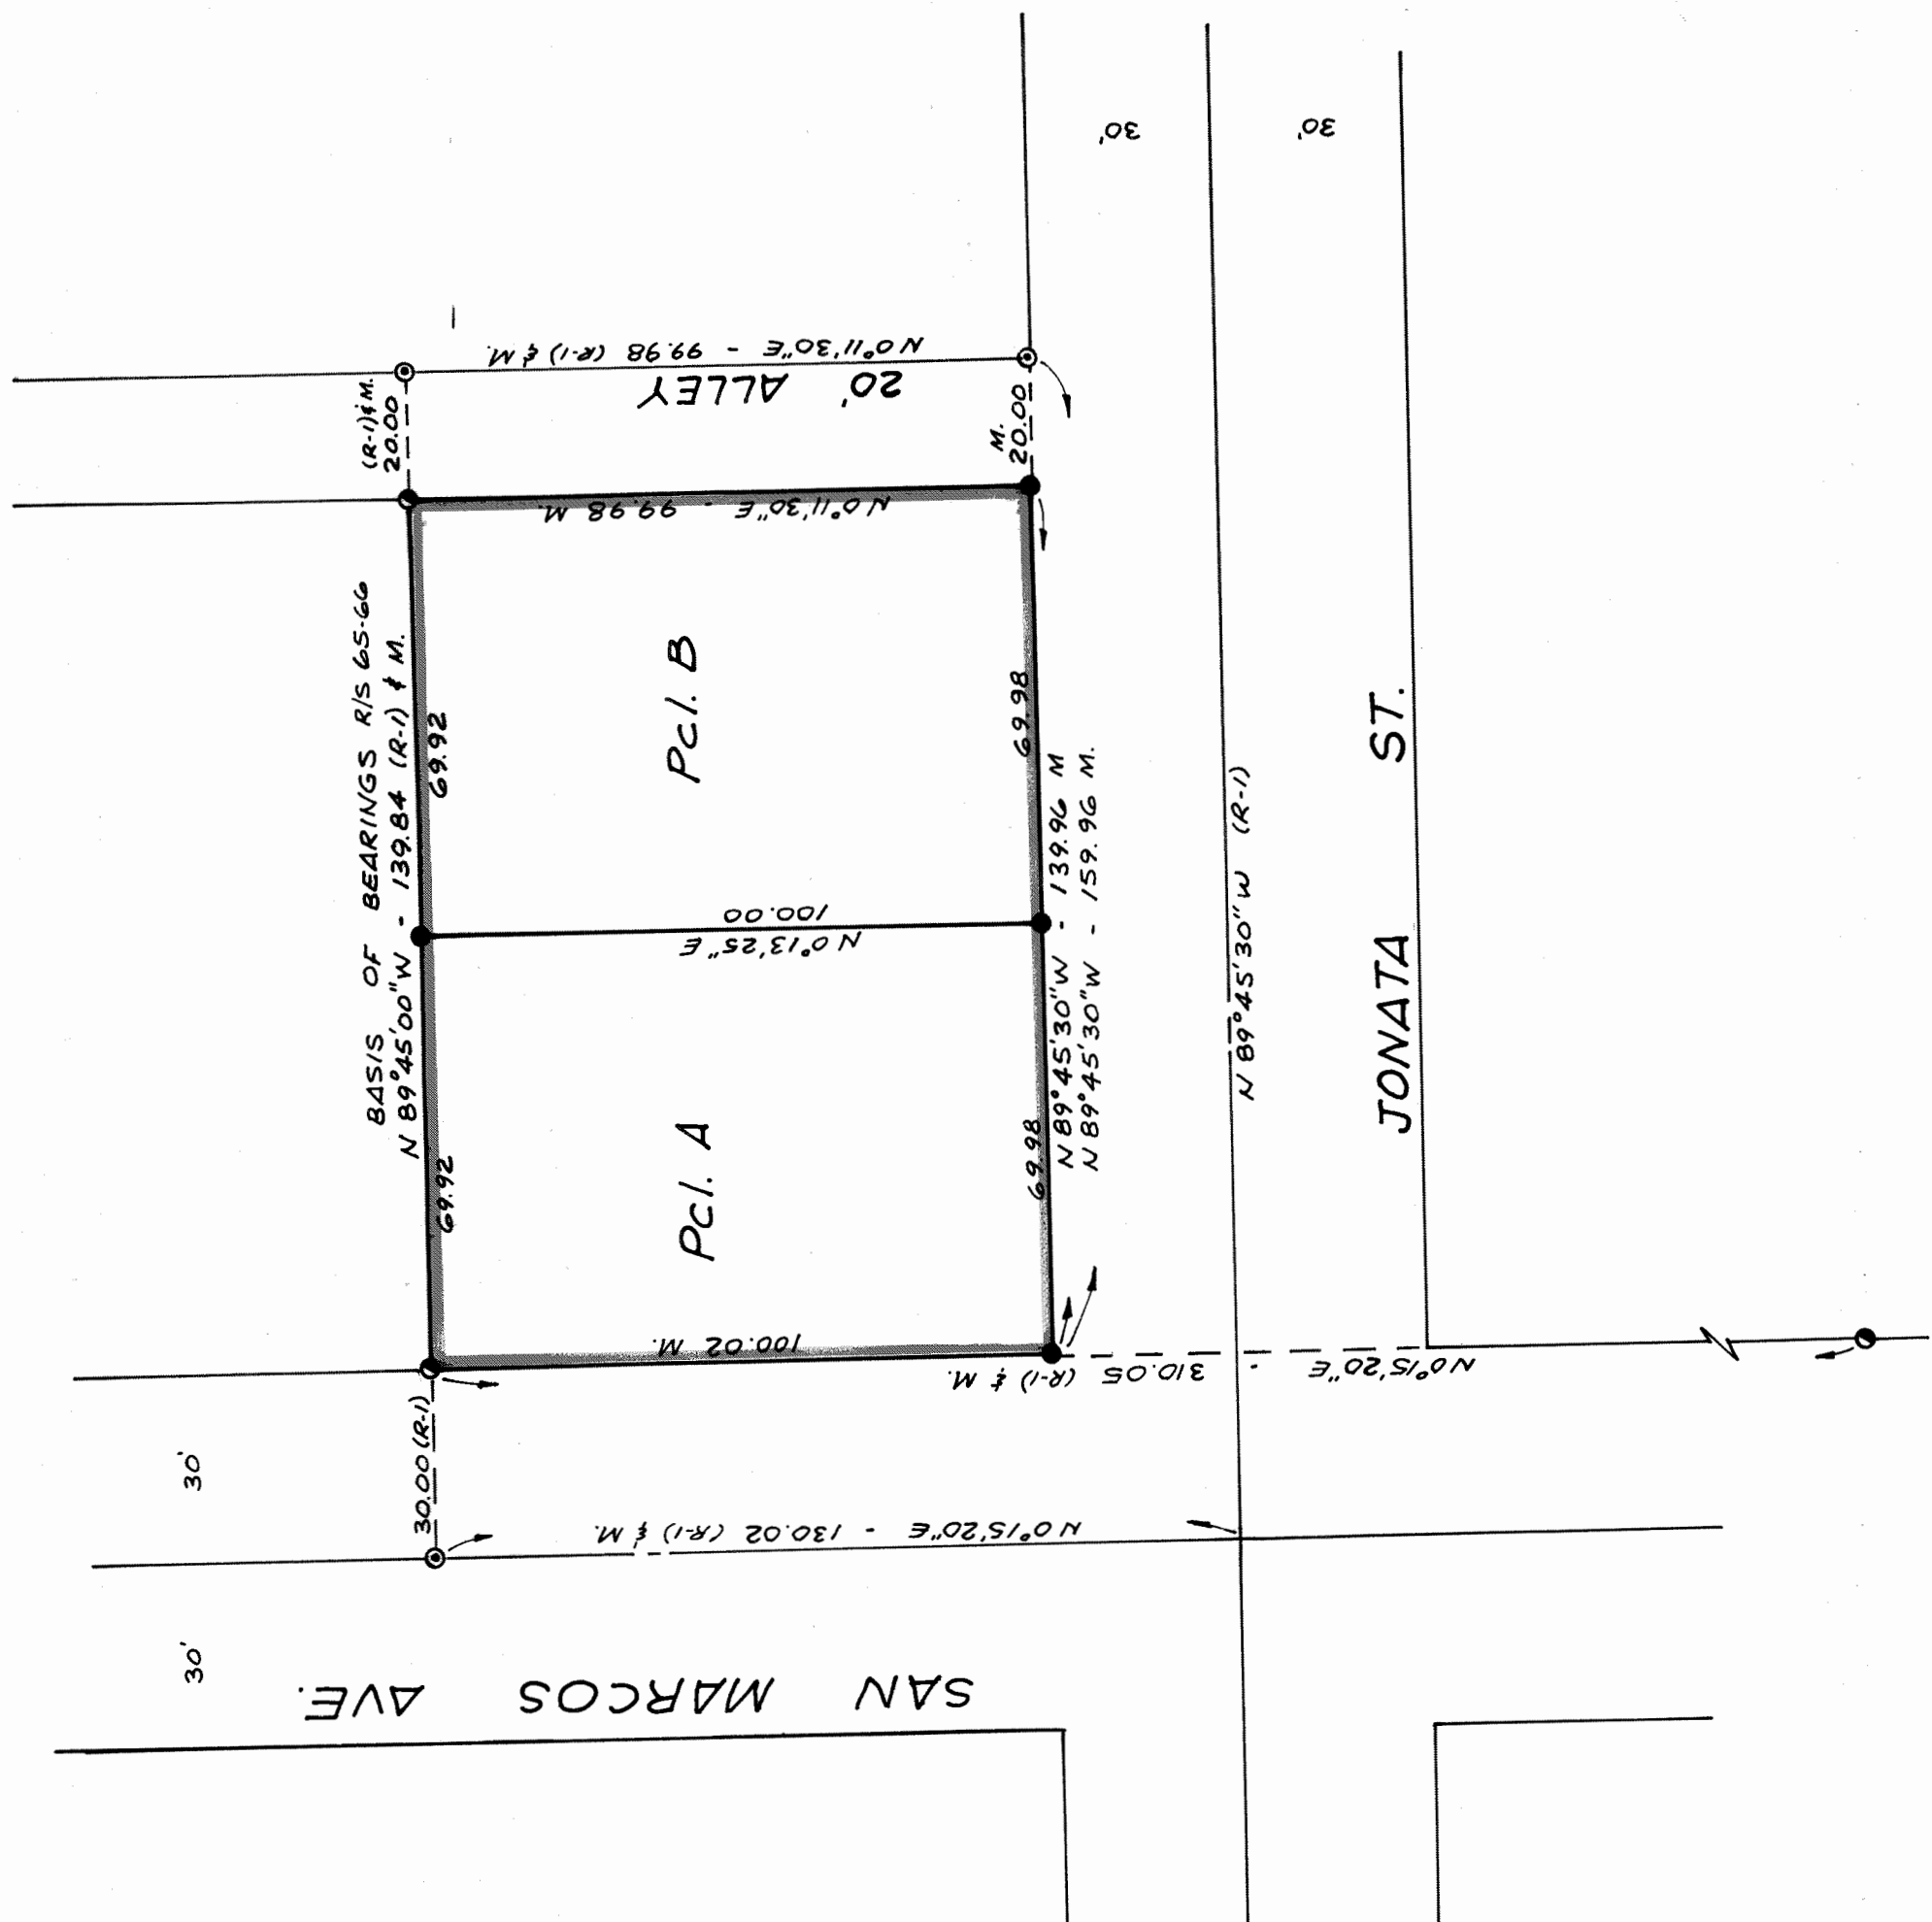 30'
30'
N 0°11'30"E - 99.98 (R-1) & M.
20' ALLEY
(R-1) & M.
20.00
M.
20.00
N 0°11'30"E - 99.98 M.
BASIS OF BEARINGS R/S 65-66
N 89°45'00"W - 139.84 (R-1) & M.
69.92
69.92
Pcl. B
69.98
100.00
N 0°13'25"E
Pcl. A
69.98
N 89°45'30"W - 139.96 M
N 89°45'30"W - 159.96 M.
N 89°45'30"W (R-1)
JONATA ST.
100.02 M.
N 0°15'20"E - 310.05 (R-1) & M.
30.00 (R-1)
30'
N 0°15'20"E - 130.02 (R-1) & M.
30'
SAN MARCOS AVE.